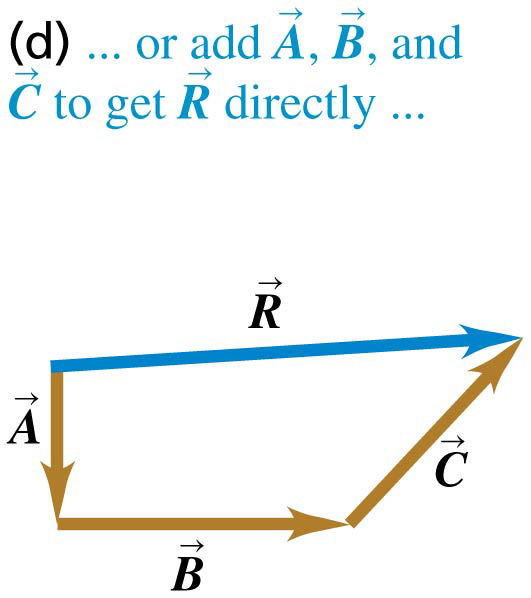 (d) ... or add A⃗, B⃗, and
C⃗ to get R⃗ directly ...
R⃗
A⃗
C⃗
B⃗